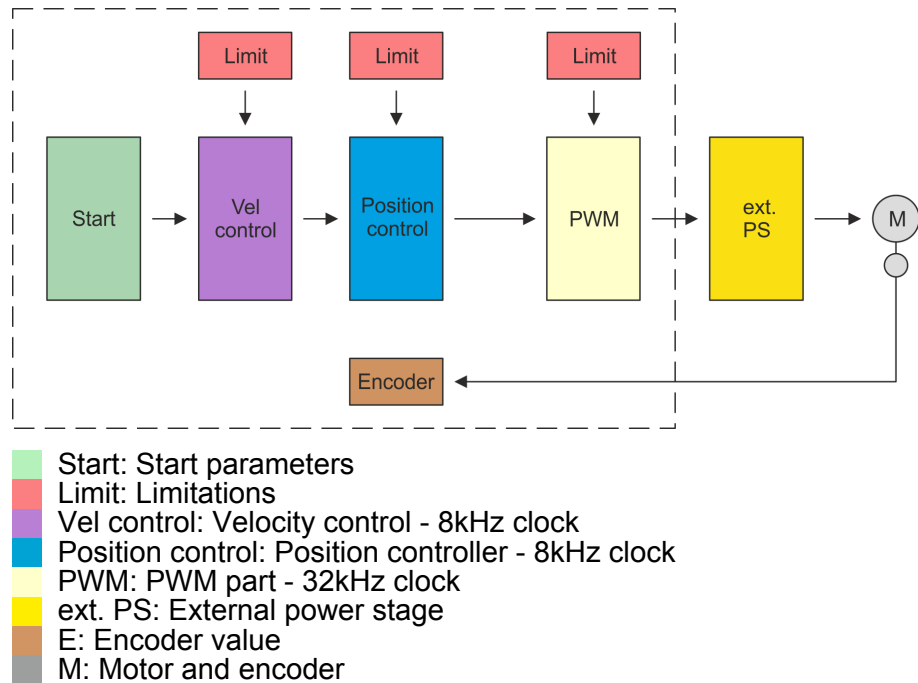 Limit
Limit
Limit
Start
Vel
control
Position
control
PWM
ext.
PS
M
Encoder
Start: Start parameters
Limit: Limitations
Vel control: Velocity control - 8kHz clock
Position control: Position controller - 8kHz clock
PWM: PWM part - 32kHz clock
ext. PS: External power stage
E: Encoder value
M: Motor and encoder